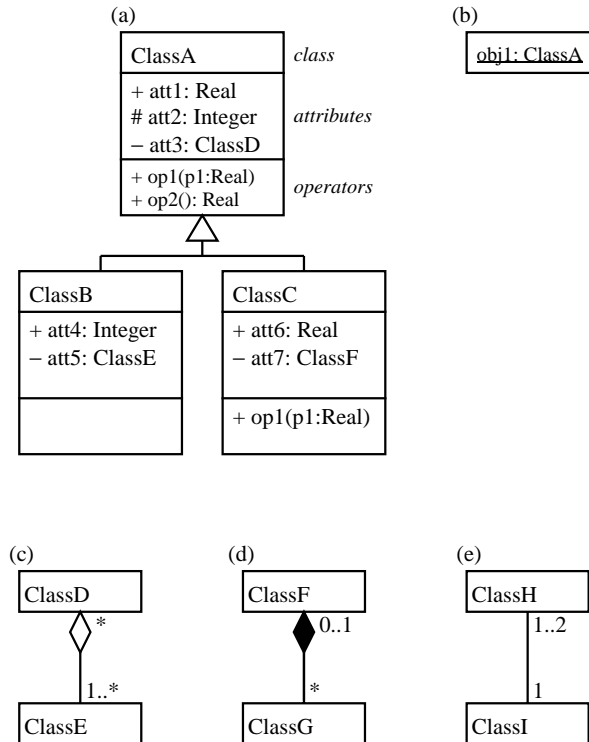 (a)
(b)
ClassA
class
obj1: ClassA
+ att1: Real
# att2: Integer
attributes
− att3: ClassD
+ op1(p1:Real)
operators
+ op2(): Real
ClassB
ClassC
+ att4: Integer
+ att6: Real
− att5: ClassE
− att7: ClassF
+ op1(p1:Real)
(c)
(d)
(e)
ClassD
ClassF
ClassH
*
0..1
1..2
1..*
*
1
ClassE
ClassG
ClassI